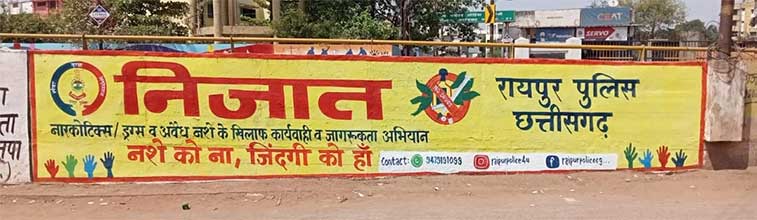 निजात
नारकोटिक्स/ ड्रग्स व अवैध नशे के खिलाफ कार्यवाही व जागरूकता अभियान
नशे को ना, जिंदगी को हाँ
रायपुर पुलिस
छत्तीसगढ़
Contact: 9479191099 raipurpolice4u raipurpolicecg...
CEAT
SERVO